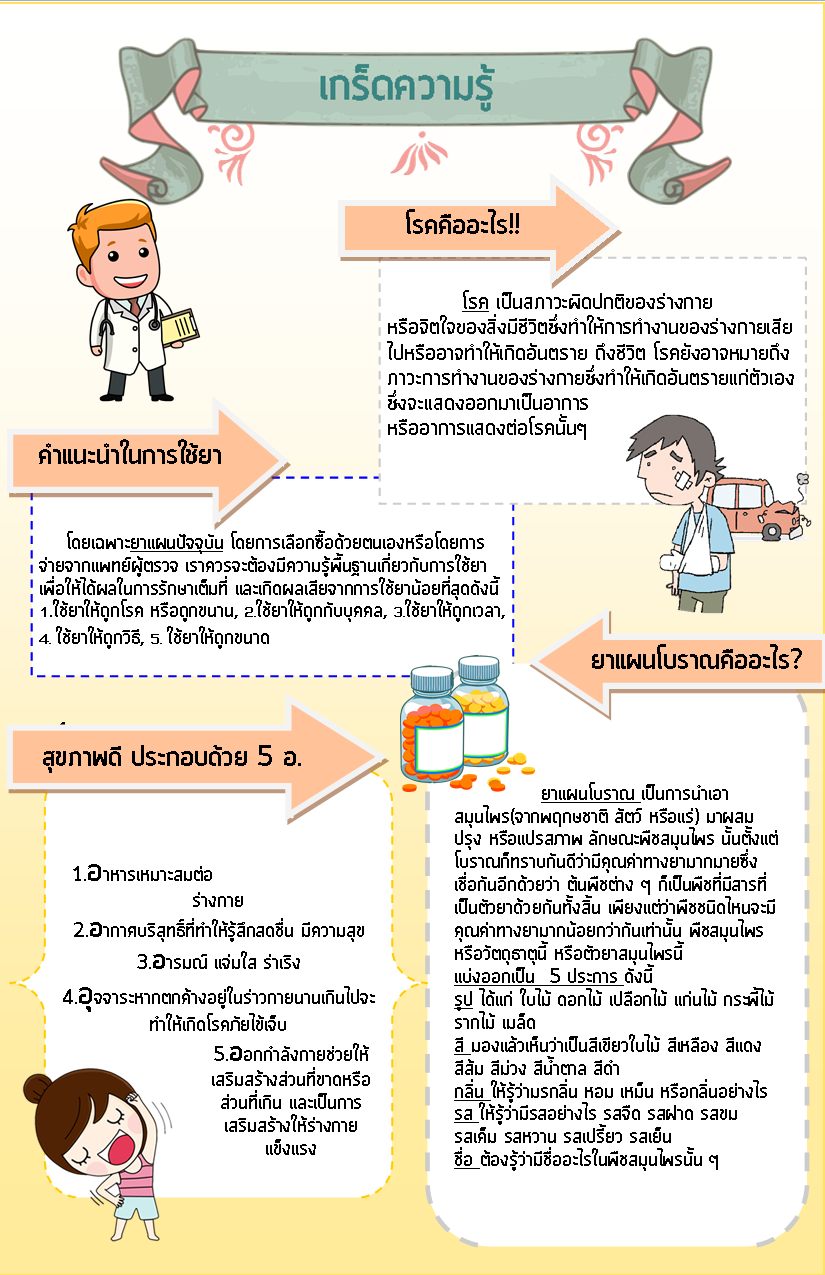 เกร็ดความรู้
โรคคืออะไร!!
โรค เป็นสภาวะผิดปกติของร่างกาย
หรือจิตใจของสิ่งมีชีวิตซึ่งทำให้การทำงานของร่างกายเสีย
ไปหรืออาจทำให้เกิดอันตราย ถึงชีวิต โรคยังอาจหมายถึง
ภาวะการทำงานของร่างกายซึ่งทำให้เกิดอันตรายแก่ตัวเอง
ซึ่งจะแสดงออกมาเป็นอาการ
หรืออาการแสดงต่อโรคนั้นๆ
คำแนะนำในการใช้ยา
โดยเฉพาะยาแผนปัจจุบัน โดยการเลือกซื้อด้วยตนเองหรือโดยการ
จ่ายจากแพทย์ผู้ตรวจ เราควรจะต้องมีความรู้พื้นฐานเกี่ยวกับการใช้ยา
เพื่อให้ได้ผลในการรักษาเต็มที่ และเกิดผลเสียจากการใช้ยาน้อยที่สุดดังนี้
1.ใช้ยาให้ถูกโรค หรือถูกขนาน, 2.ใช้ยาให้ถูกกับบุคคล, 3.ใช้ยาให้ถูกเวลา,
4. ใช้ยาให้ถูกวิธี, 5. ใช้ยาให้ถูกขนาด
ยาแผนโบราณคืออะไร?
ยาแผนโบราณ เป็นการนำเอา
สมุนไพร(จากพฤกษชาติ สัตว์ หรือแร่) มาผสม
ปรุง หรือแปรสภาพ ลักษณะพืชสมุนไพร นั้นตั้งแต่
โบราณก็ทราบกันดีว่ามีคุณค่าทางยามากมายซึ่ง
เชื่อกันอีกด้วยว่า ต้นพืชต่าง ๆ ก็เป็นพืชที่มีสารที่
เป็นตัวยาด้วยกันทั้งสิ้น เพียงแต่ว่าพืชชนิดไหนจะมี
คุณค่าทางยามากน้อยกว่ากันเท่านั้น พืชสมุนไพร
หรือวัตถุธาตุนี้ หรือตัวยาสมุนไพรนี้
แบ่งออกเป็น 5 ประการ ดังนี้
รูป ได้แก่ ใบไม้ ดอกไม้ เปลือกไม้ แก่นไม้ กระพี้ไม้
รากไม้ เมล็ด
สี มองแล้วเห็นว่าเป็นสีเขียวใบไม้ สีเหลือง สีแดง
สีส้ม สีม่วง สีน้ำตาล สีดำ
กลิ่น ให้รู้ว่ามรกลิ่น หอม เหม็น หรือกลิ่นอย่างไร
รส ให้รู้ว่ามีรสอย่างไร รสจืด รสฝาด รสขม
รสเค็ม รสหวาน รสเปรี้ยว รสเย็น
ชื่อ ต้องรู้ว่ามีชื่ออะไรในพืชสมุนไพรนั้น ๆ
สุขภาพดี ประกอบด้วย 5 อ.
1.อาหารเหมาะสมต่อ
ร่างกาย
2.อากาศบริสุทธิ์ที่ทำให้รู้สึกสดชื่น มีความสุข
3.อารมณ์ แจ่มใส ร่าเริง
4.อุจจาระหากตกค้างอยู่ในร่าวกายนานเกินไปจะ
ทำให้เกิดโรคภัยไข้เจ็บ
5.ออกกำลังกายช่วยให้
เสริมสร้างส่วนที่ขาดหรือ
ส่วนที่เกิน และเป็นการ
เสริมสร้างให้ร่างกาย
แข็งแรง